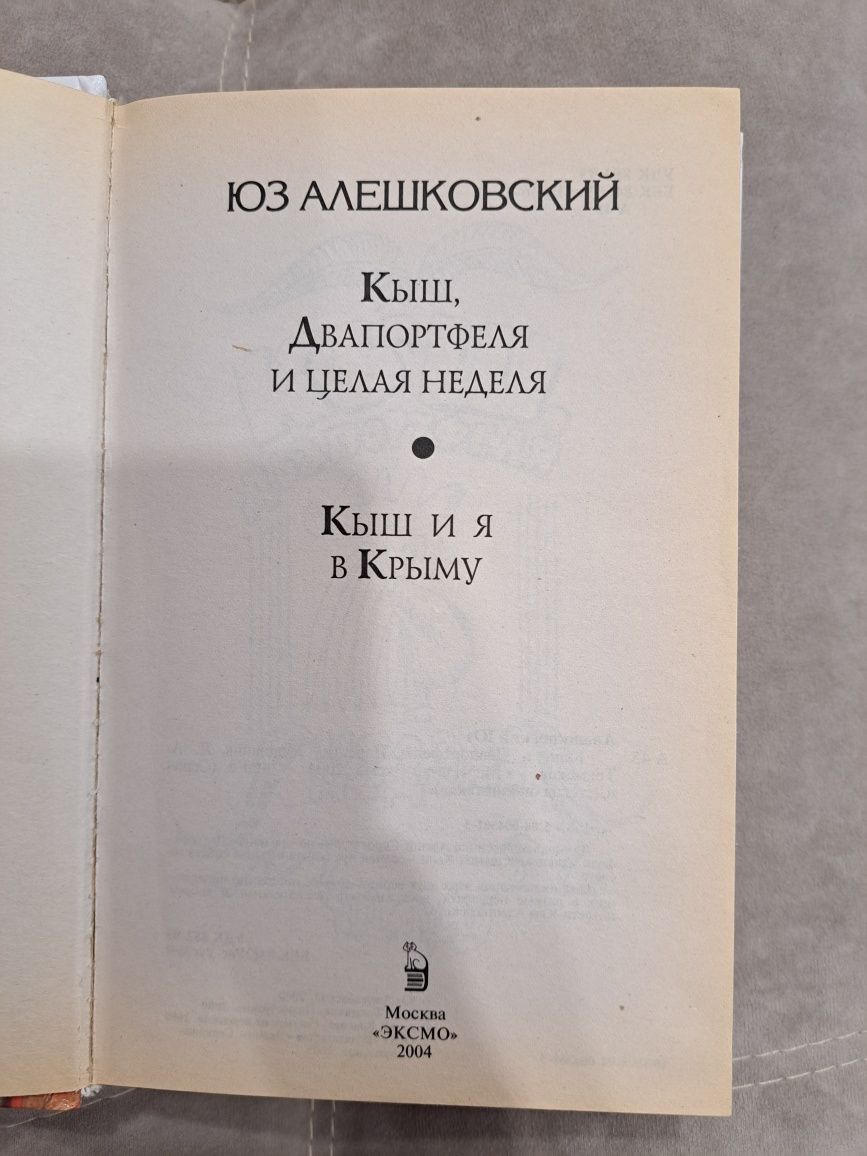 ЮЗ АЛЕШКОВСКИЙ
Кыш,
Двапортфеля
и целая неделя
Кыш и я
в Крыму
Москва
«ЭКСМО»
2004